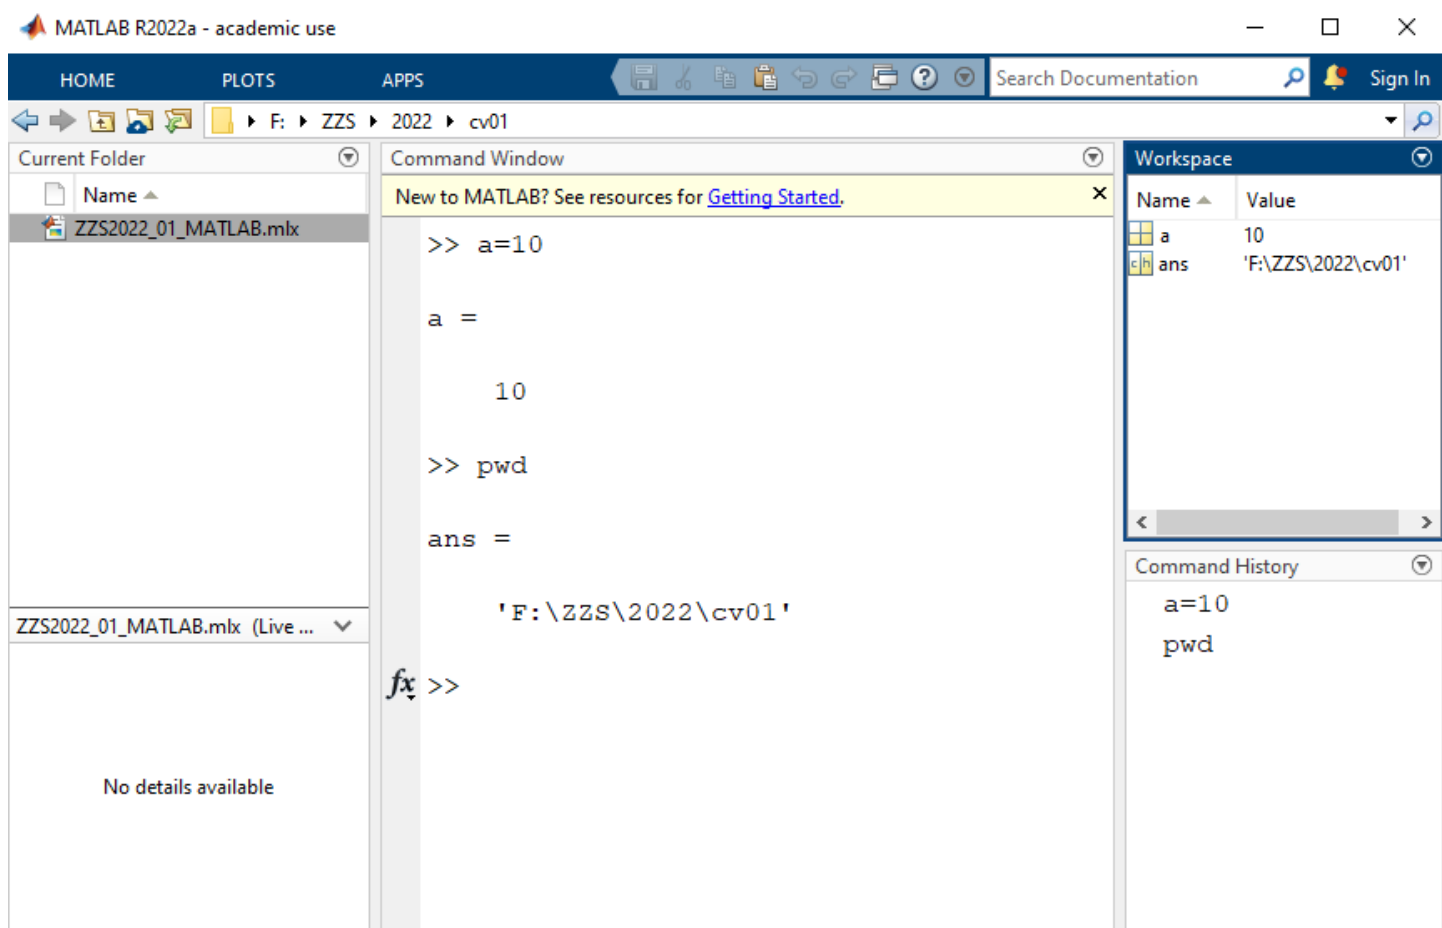 MATLAB R2022a - academic use
HOME PLOTS APPS Search Documentation Sign In
F: ZZS 2022 cv01
Current Folder
Name
ZZS2022_01_MATLAB.mlx
ZZS2022_01_MATLAB.mlx (Live ...
No details available
Command Window
New to MATLAB? See resources for Getting Started.
>> a=10
a =
10
>> pwd
ans =
'F:\ZZS\2022\cv01'
fx >>
Workspace
Name Value
a 10
ch ans 'F:\ZZS\2022\cv01'
Command History
a=10
pwd